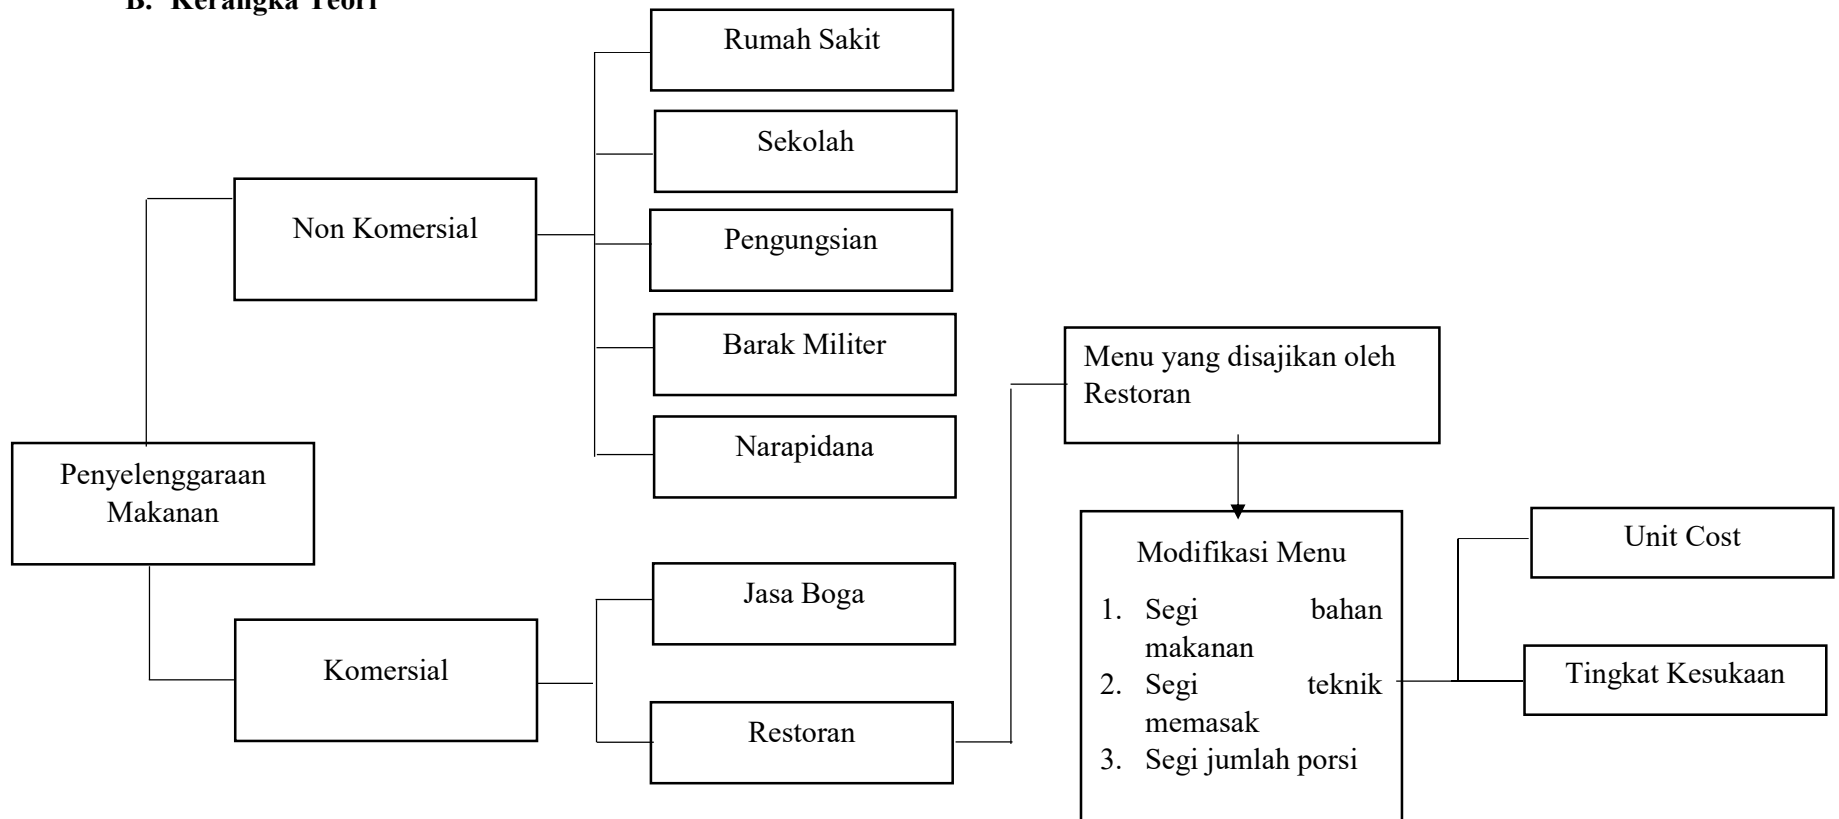 B. Kerangka Teori
Rumah Sakit
Sekolah
Non Komersial
Pengungsian
Barak Militer
Menu yang disajikan oleh
Restoran
Narapidana
Penyelenggaraan
Makanan
Unit Cost
Modifikasi Menu
Jasa Boga
1. Segi bahan
makanan
Komersial
Tingkat Kesukaan
2. Segi teknik
memasak
Restoran
3. Segi jumlah porsi